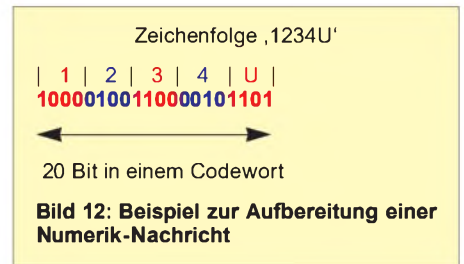 Zeichenfolge ‚1234U‘
| 1 | 2 | 3 | 4 | U |
10000100110000101101
20 Bit in einem Codewort
Bild 12: Beispiel zur Aufbereitung einer
Numerik-Nachricht